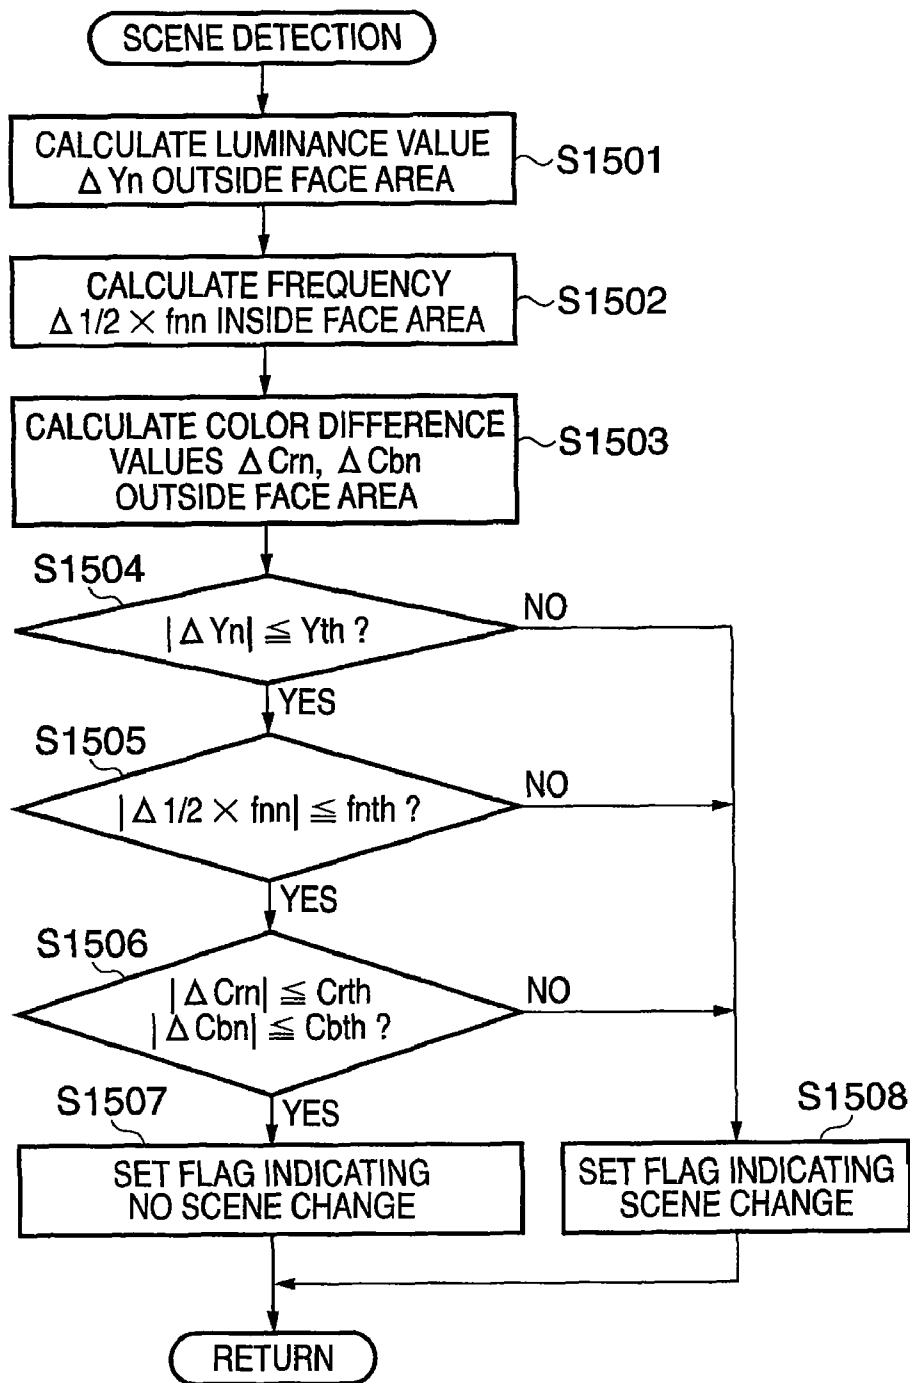 SCENE DETECTION
CALCULATE LUMINANCE VALUE
Δ Yn OUTSIDE FACE AREA
S1501
CALCULATE FREQUENCY
Δ 1/2 × fnn INSIDE FACE AREA
S1502
CALCULATE COLOR DIFFERENCE
VALUES Δ Crn, Δ Cbn
OUTSIDE FACE AREA
S1503
S1504
|Δ Yn| ≦ Yth ?
NO
YES
S1505
|Δ 1/2 × fnn| ≦ fnth ?
NO
YES
S1506
|Δ Crn| ≦ Crth
|Δ Cbn| ≦ Cbth ?
NO
YES
S1507
SET FLAG INDICATING
NO SCENE CHANGE
S1508
SET FLAG INDICATING
SCENE CHANGE
RETURN